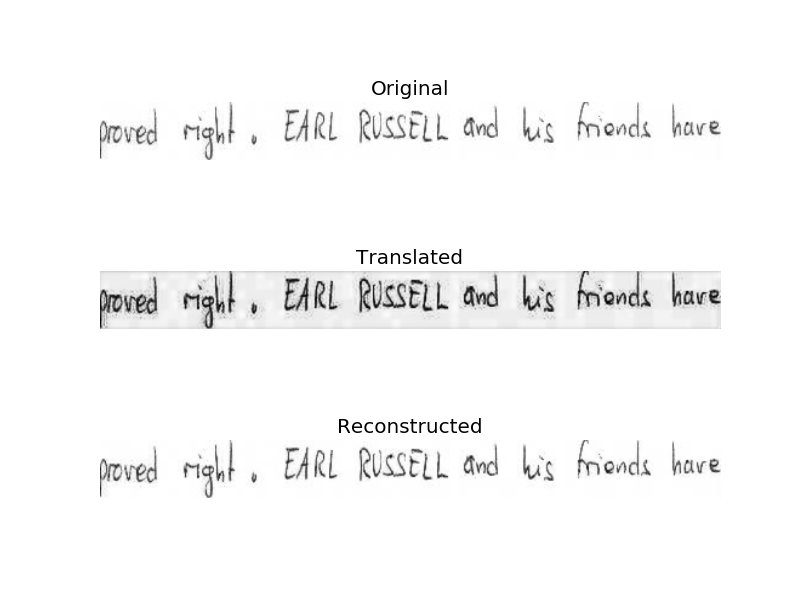 Original
proved right . EARL RUSSELL and his friends have
Translated
proved right . EARL RUSSELL and his friends have
Reconstructed
proved right . EARL RUSSELL and his friends have